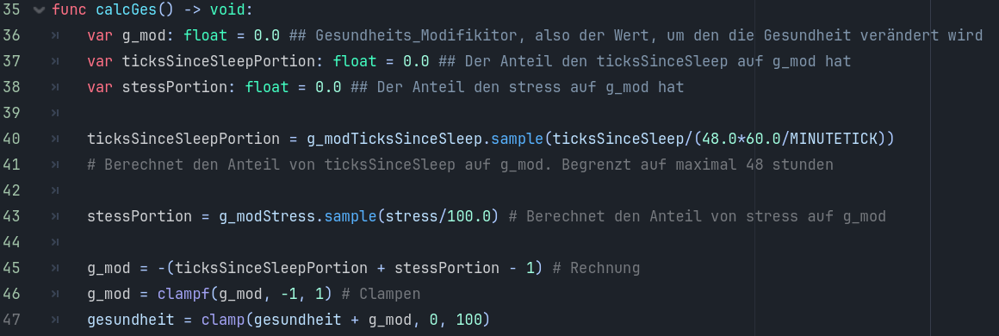 35 func calcGes() -> void:
36 var g_mod: float = 0.0 ## Gesundheits_Modifikitor, also der Wert, um den die Gesundheit verändert wird
37 var ticksSinceSleepPortion: float = 0.0 ## Der Anteil den ticksSinceSleep auf g_mod hat
38 var stessPortion: float = 0.0 ## Der Anteil den stress auf g_mod hat
39
40 ticksSinceSleepPortion = g_modTicksSinceSleep.sample(ticksSinceSleep/(48.0*60.0/MINUTETICK))
41 # Berechnet den Anteil von ticksSinceSleep auf g_mod. Begrenzt auf maximal 48 stunden
42
43 stessPortion = g_modStress.sample(stress/100.0) # Berechnet den Anteil von stress auf g_mod
44
45 g_mod = -(ticksSinceSleepPortion + stessPortion - 1) # Rechnung
46 g_mod = clampf(g_mod, -1, 1) # Clampen
47 gesundheit = clamp(gesundheit + g_mod, 0, 100)